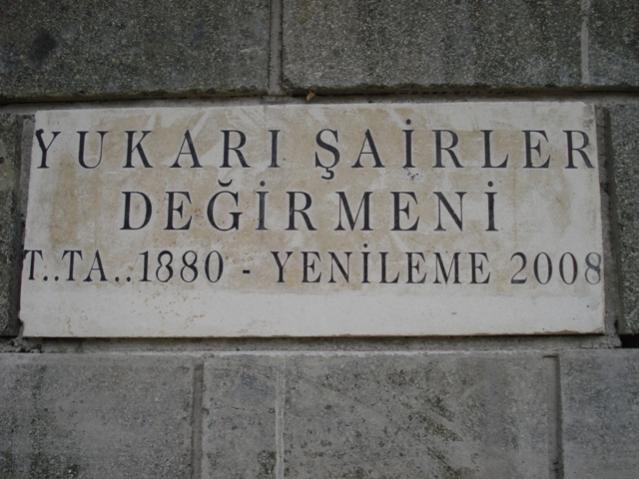 YUKARI ŞAİRLER
DEĞİRMENİ
T..TA..1880 - YENİLEME 2008